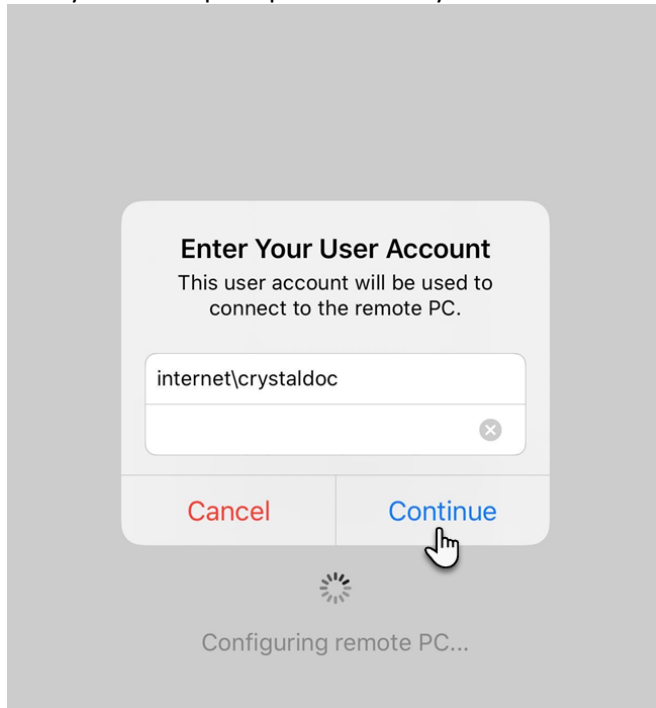 Enter Your User Account
This user account will be used to
connect to the remote PC.
internet\crystaldoc
Cancel Continue
Configuring remote PC...